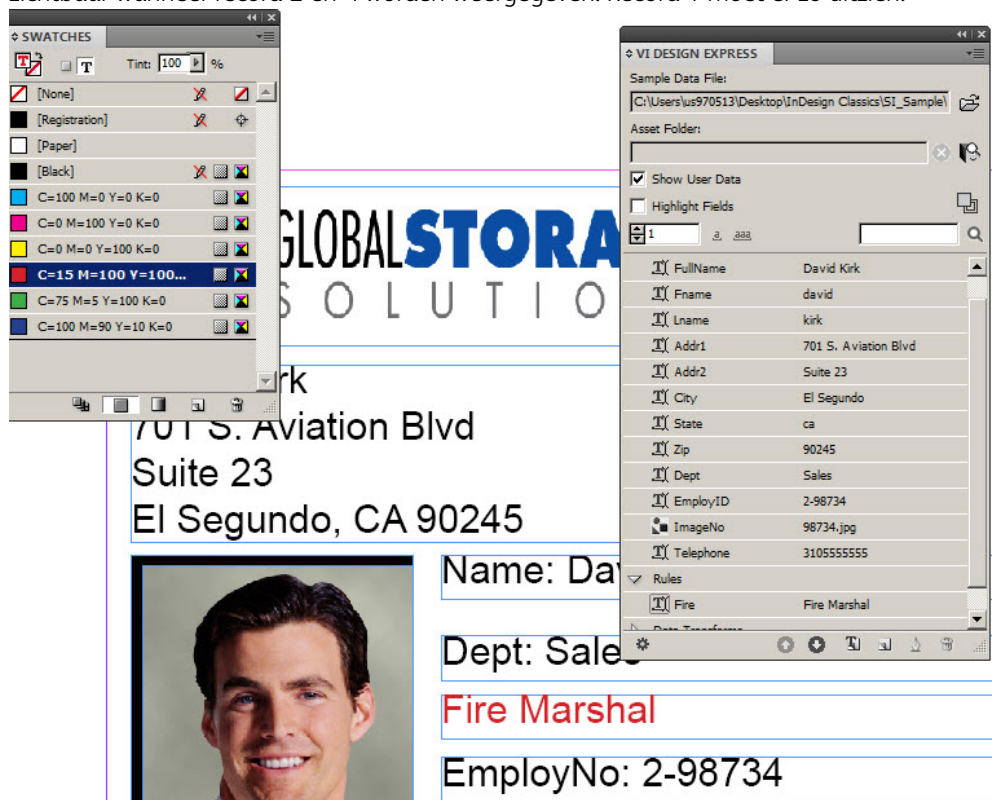 SWATCHES
T T Tint: 100 %
[None]
[Registration]
[Paper]
[Black]
C=100 M=0 Y=0 K=0
C=0 M=100 Y=0 K=0
C=0 M=0 Y=100 K=0
C=15 M=100 Y=100...
C=75 M=5 Y=100 K=0
C=100 M=90 Y=10 K=0
GLOBALSTORA
SOLUTIO
rk
701 S. Aviation Blvd
Suite 23
El Segundo, CA 90245
Name: Da
Dept: Sales
Fire Marshal
EmployNo: 2-98734
VI DESIGN EXPRESS
Sample Data File:
C:\Users\us970513\Desktop\InDesign Classics\SI_Sample\
Asset Folder:
Show User Data
Highlight Fields
1 a aaa
FullName David Kirk
Fname david
Lname kirk
Addr1 701 S. Aviation Blvd
Addr2 Suite 23
City El Segundo
State ca
Zip 90245
Dept Sales
EmployID 2-98734
ImageNo 98734.jpg
Telephone 3105555555
Rules
Fire Fire Marshal